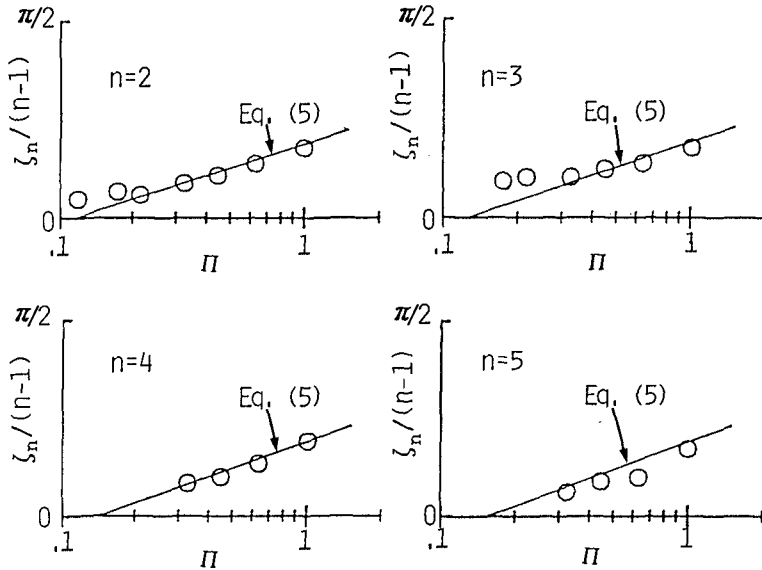 π/2
n=2
Eq. (5)
ζn/(n-1)
0
.1
1
Π
π/2
n=3
Eq. (5)
ζn/(n-1)
0
.1
1
Π
π/2
n=4
Eq. (5)
ζn/(n-1)
0
.1
1
Π
π/2
n=5
Eq. (5)
ζn/(n-1)
0
.1
1
Π